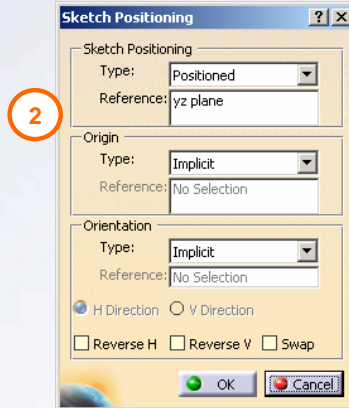 Sketch Positioning ? X
Sketch Positioning
Type: Positioned
Reference: yz plane
2
Origin
Type: Implicit
Reference: No Selection
Orientation
Type: Implicit
Reference: No Selection
H Direction V Direction
Reverse H Reverse V Swap
OK Cancel